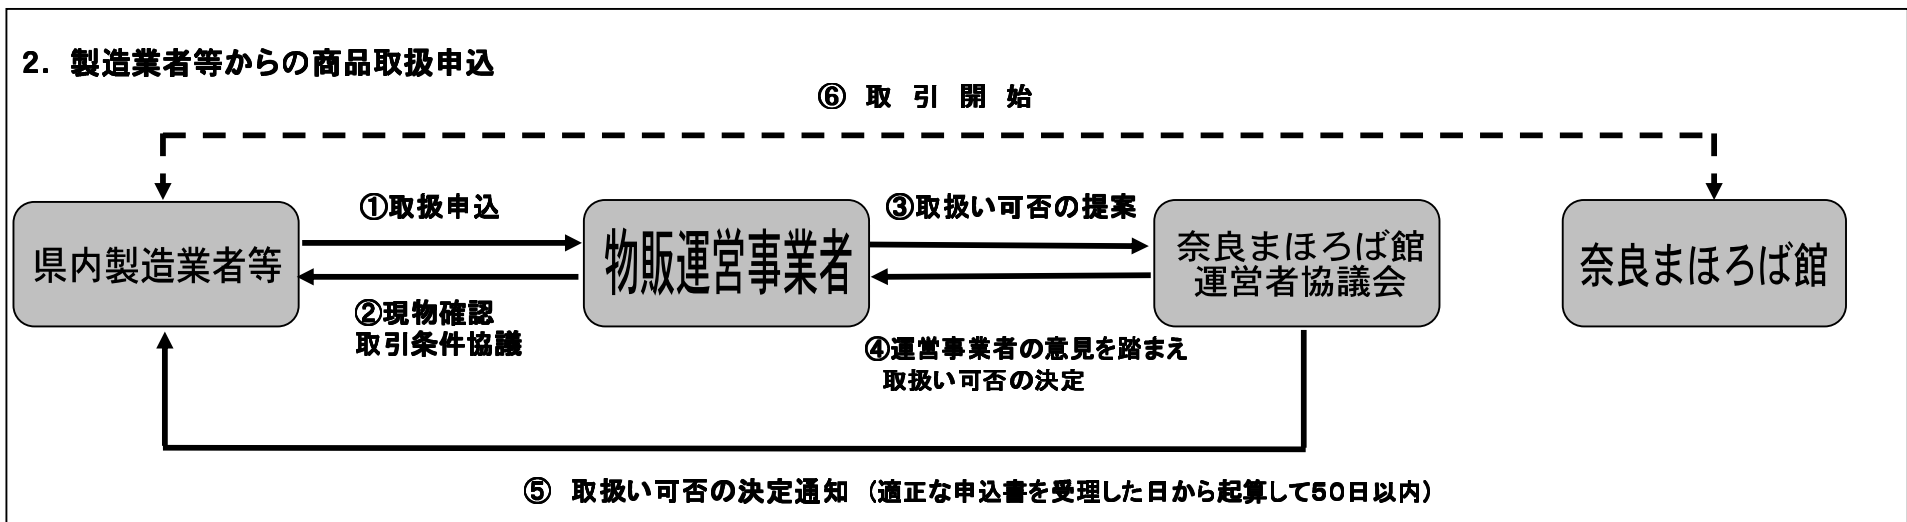 2. 製造業者等からの商品取扱申込
⑥ 取 引 開 始
①取扱申込
③取扱い可否の提案
県内製造業者等
物販運営事業者
奈良まほろば館
運営者協議会
奈良まほろば館
②現物確認
取引条件協議
④運営事業者の意見を踏まえ
取扱い可否の決定
⑤ 取扱い可否の決定通知 (適正な申込書を受理した日から起算して50日以内)